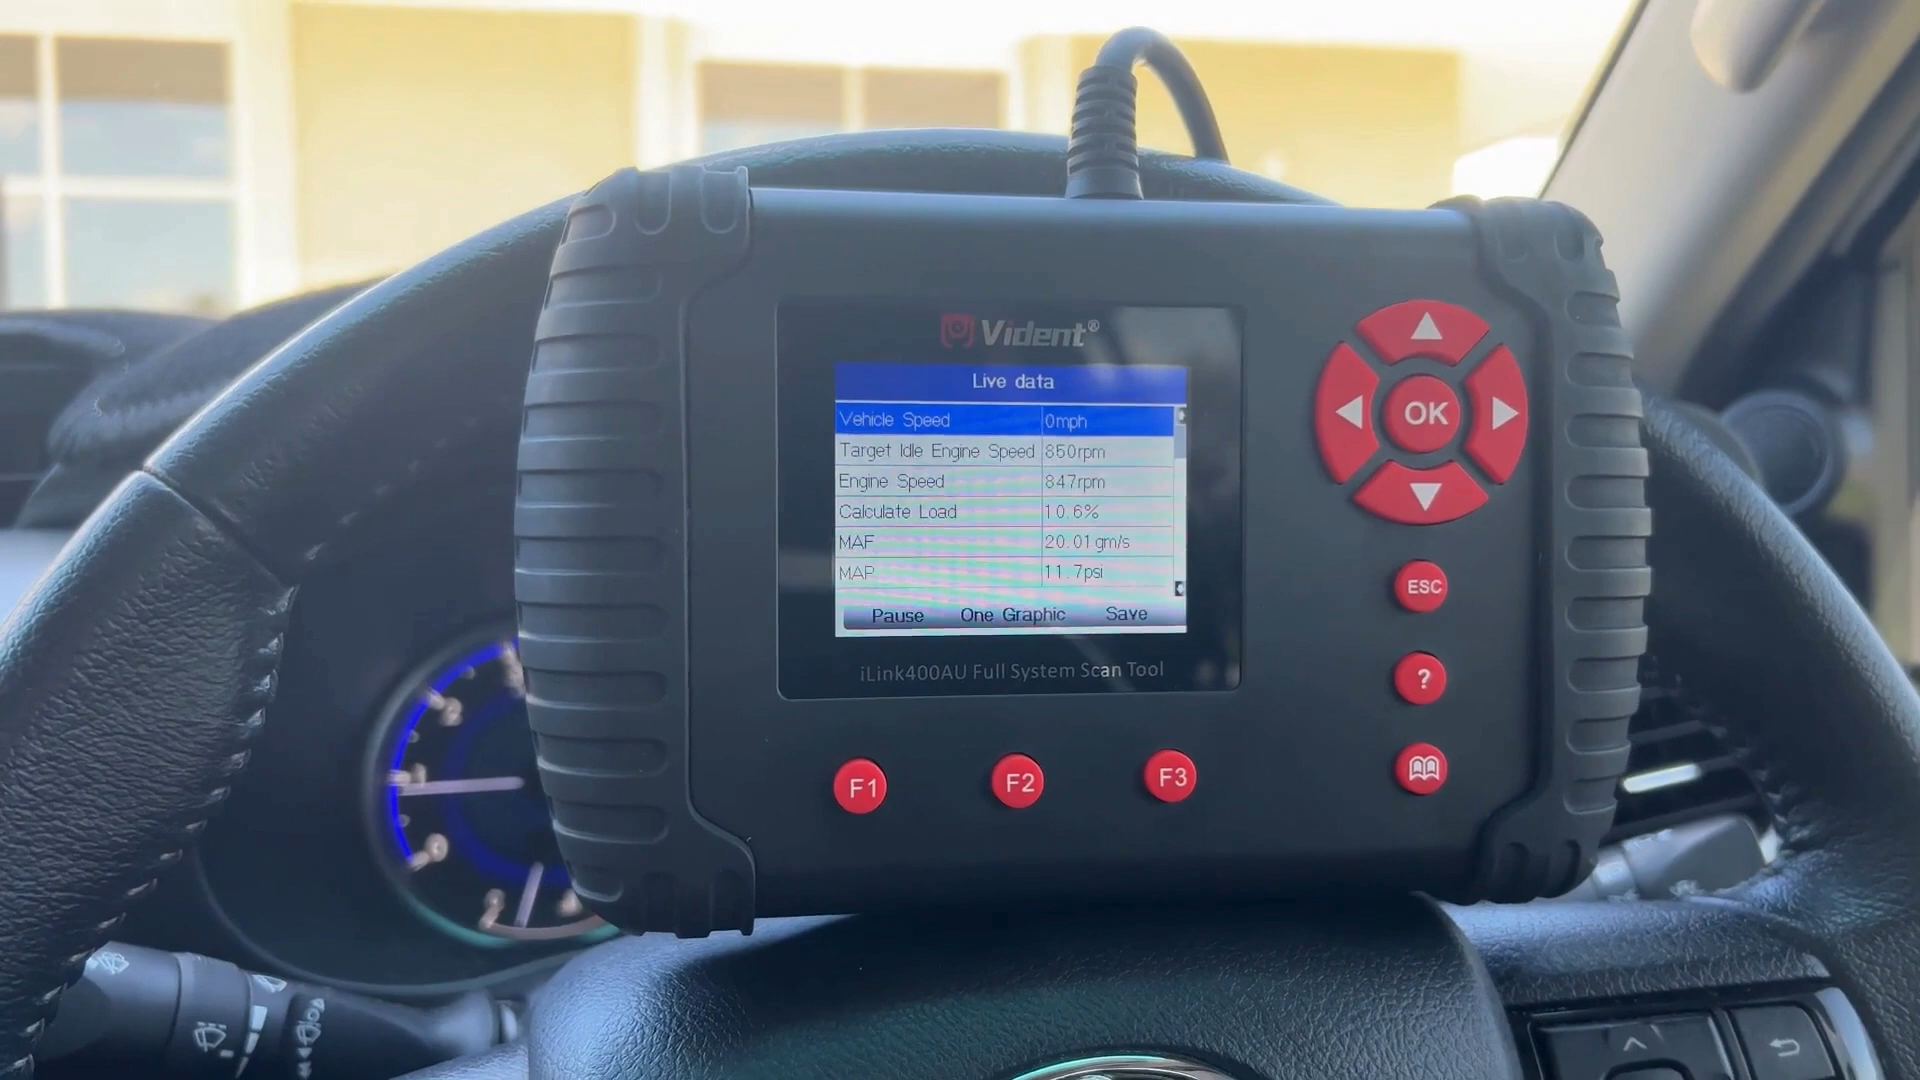 Vident®
Live data
Vehicle Speed 0mph
Target Idle Engine Speed 850rpm
Engine Speed 847rpm
Calculate Load 10.6%
MAF 20.01gm/s
MAP 11.7psi
Pause One Graphic Save
iLink400AU Full System Scan Tool
OK
ESC
?
F1 F2 F3